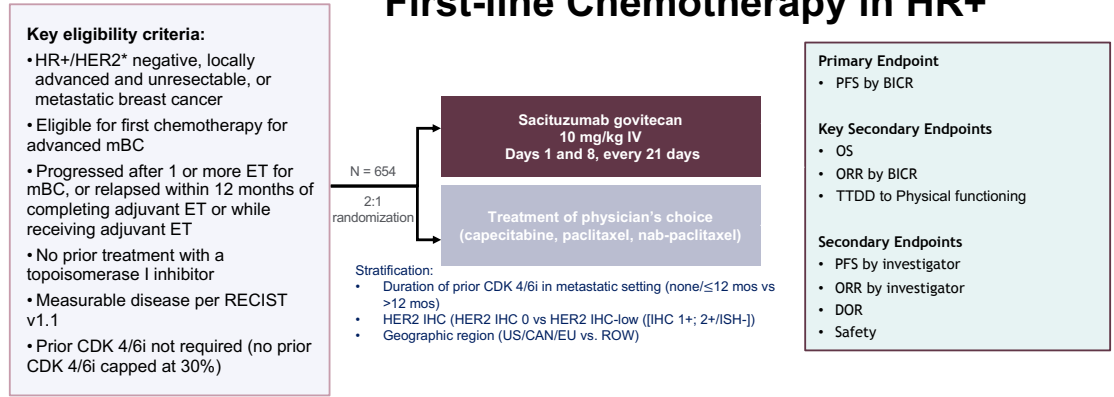 First-line Chemotherapy in HR+
Key eligibility criteria:
•HR+/HER2* negative, locally
advanced and unresectable, or
metastatic breast cancer
•Eligible for first chemotherapy for
advanced mBC
•Progressed after 1 or more ET for
mBC, or relapsed within 12 months of
completing adjuvant ET or while
receiving adjuvant ET
•No prior treatment with a
topoisomerase I inhibitor
•Measurable disease per RECIST
v1.1
•Prior CDK 4/6i not required (no prior
CDK 4/6i capped at 30%)
N = 654
2:1
randomization
Sacituzumab govitecan
10 mg/kg IV
Days 1 and 8, every 21 days
Treatment of physician's choice
(capecitabine, paclitaxel, nab-paclitaxel)
Stratification:
• Duration of prior CDK 4/6i in metastatic setting (none/≤12 mos vs
>12 mos)
• HER2 IHC (HER2 IHC 0 vs HER2 IHC-low ([IHC 1+; 2+/ISH-])
• Geographic region (US/CAN/EU vs. ROW)
Primary Endpoint
• PFS by BICR
Key Secondary Endpoints
• OS
• ORR by BICR
• TTDD to Physical functioning
Secondary Endpoints
• PFS by investigator
• ORR by investigator
• DOR
• Safety